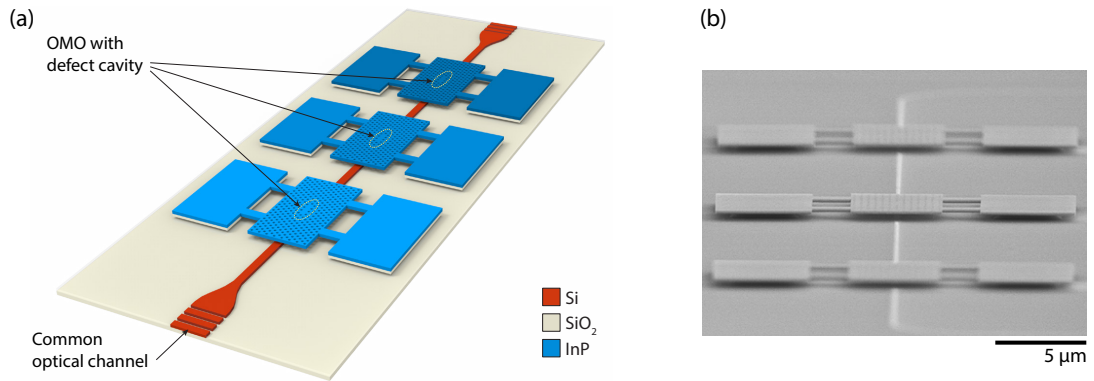 (a)
OMO with
defect cavity
Common
optical channel
Si
SiO₂
InP
(b)
5 μm